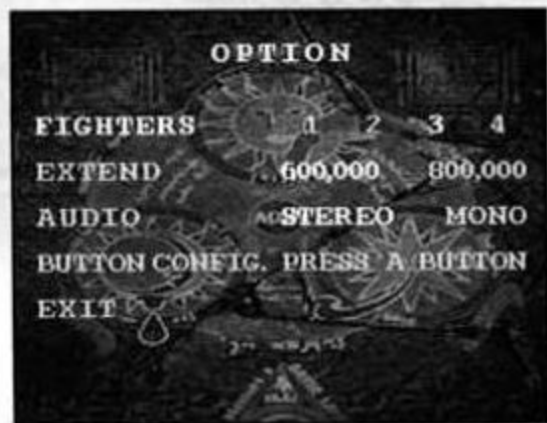 OPTION
FIGHTERS 1 2 3 4
EXTEND 600,000 800,000
AUDIO STEREO MONO
BUTTON CONFIG. PRESS A BUTTON
EXIT